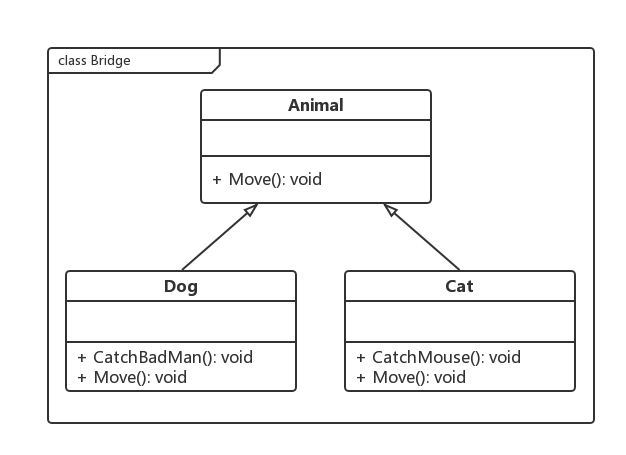 class Bridge
Animal
+ Move(): void
Dog
+ CatchBadMan(): void
+ Move(): void
Cat
+ CatchMouse(): void
+ Move(): void